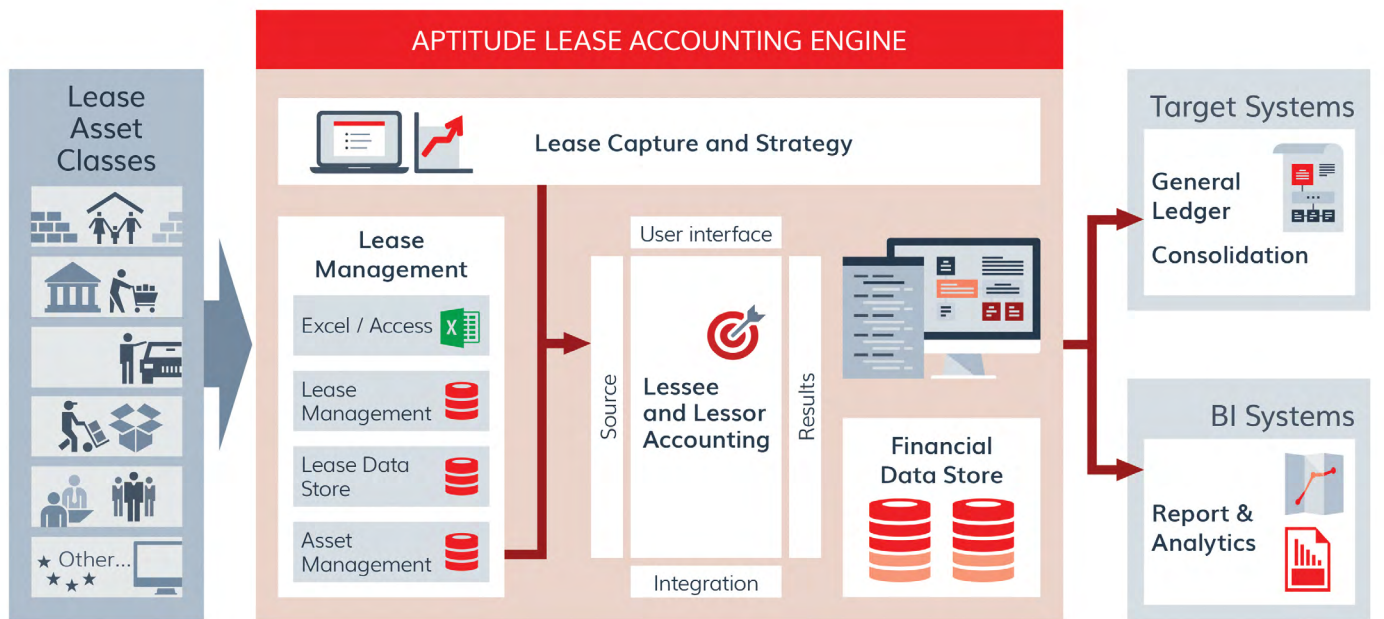 APTITUDE LEASE ACCOUNTING ENGINE
Lease
Asset
Classes
Other...
Lease Capture and Strategy
Lease
Management
Excel / Access
X
Lease
Management
Lease Data
Store
Asset
Management
User interface
Source
Lessee
and Lessor
Accounting
Results
Integration
Financial
Data Store
Target Systems
General
Ledger
Consolidation
BI Systems
Report &
Analytics